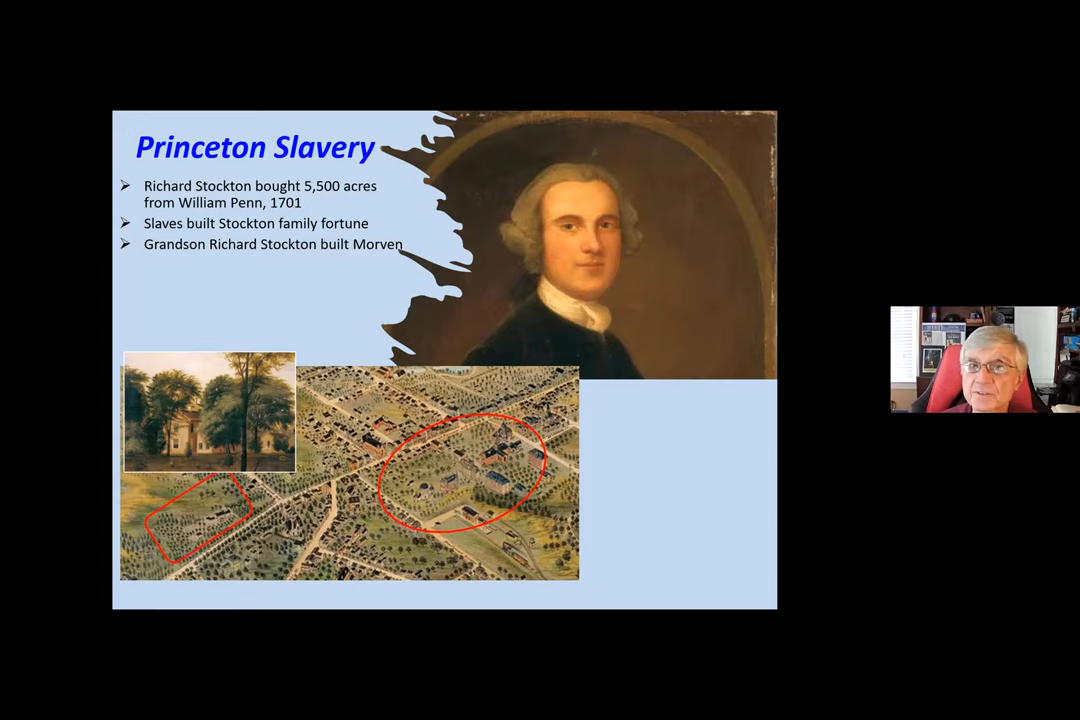 Princeton Slavery
Richard Stockton bought 5,500 acres
from William Penn, 1701
Slaves built Stockton family fortune
Grandson Richard Stockton built Morven